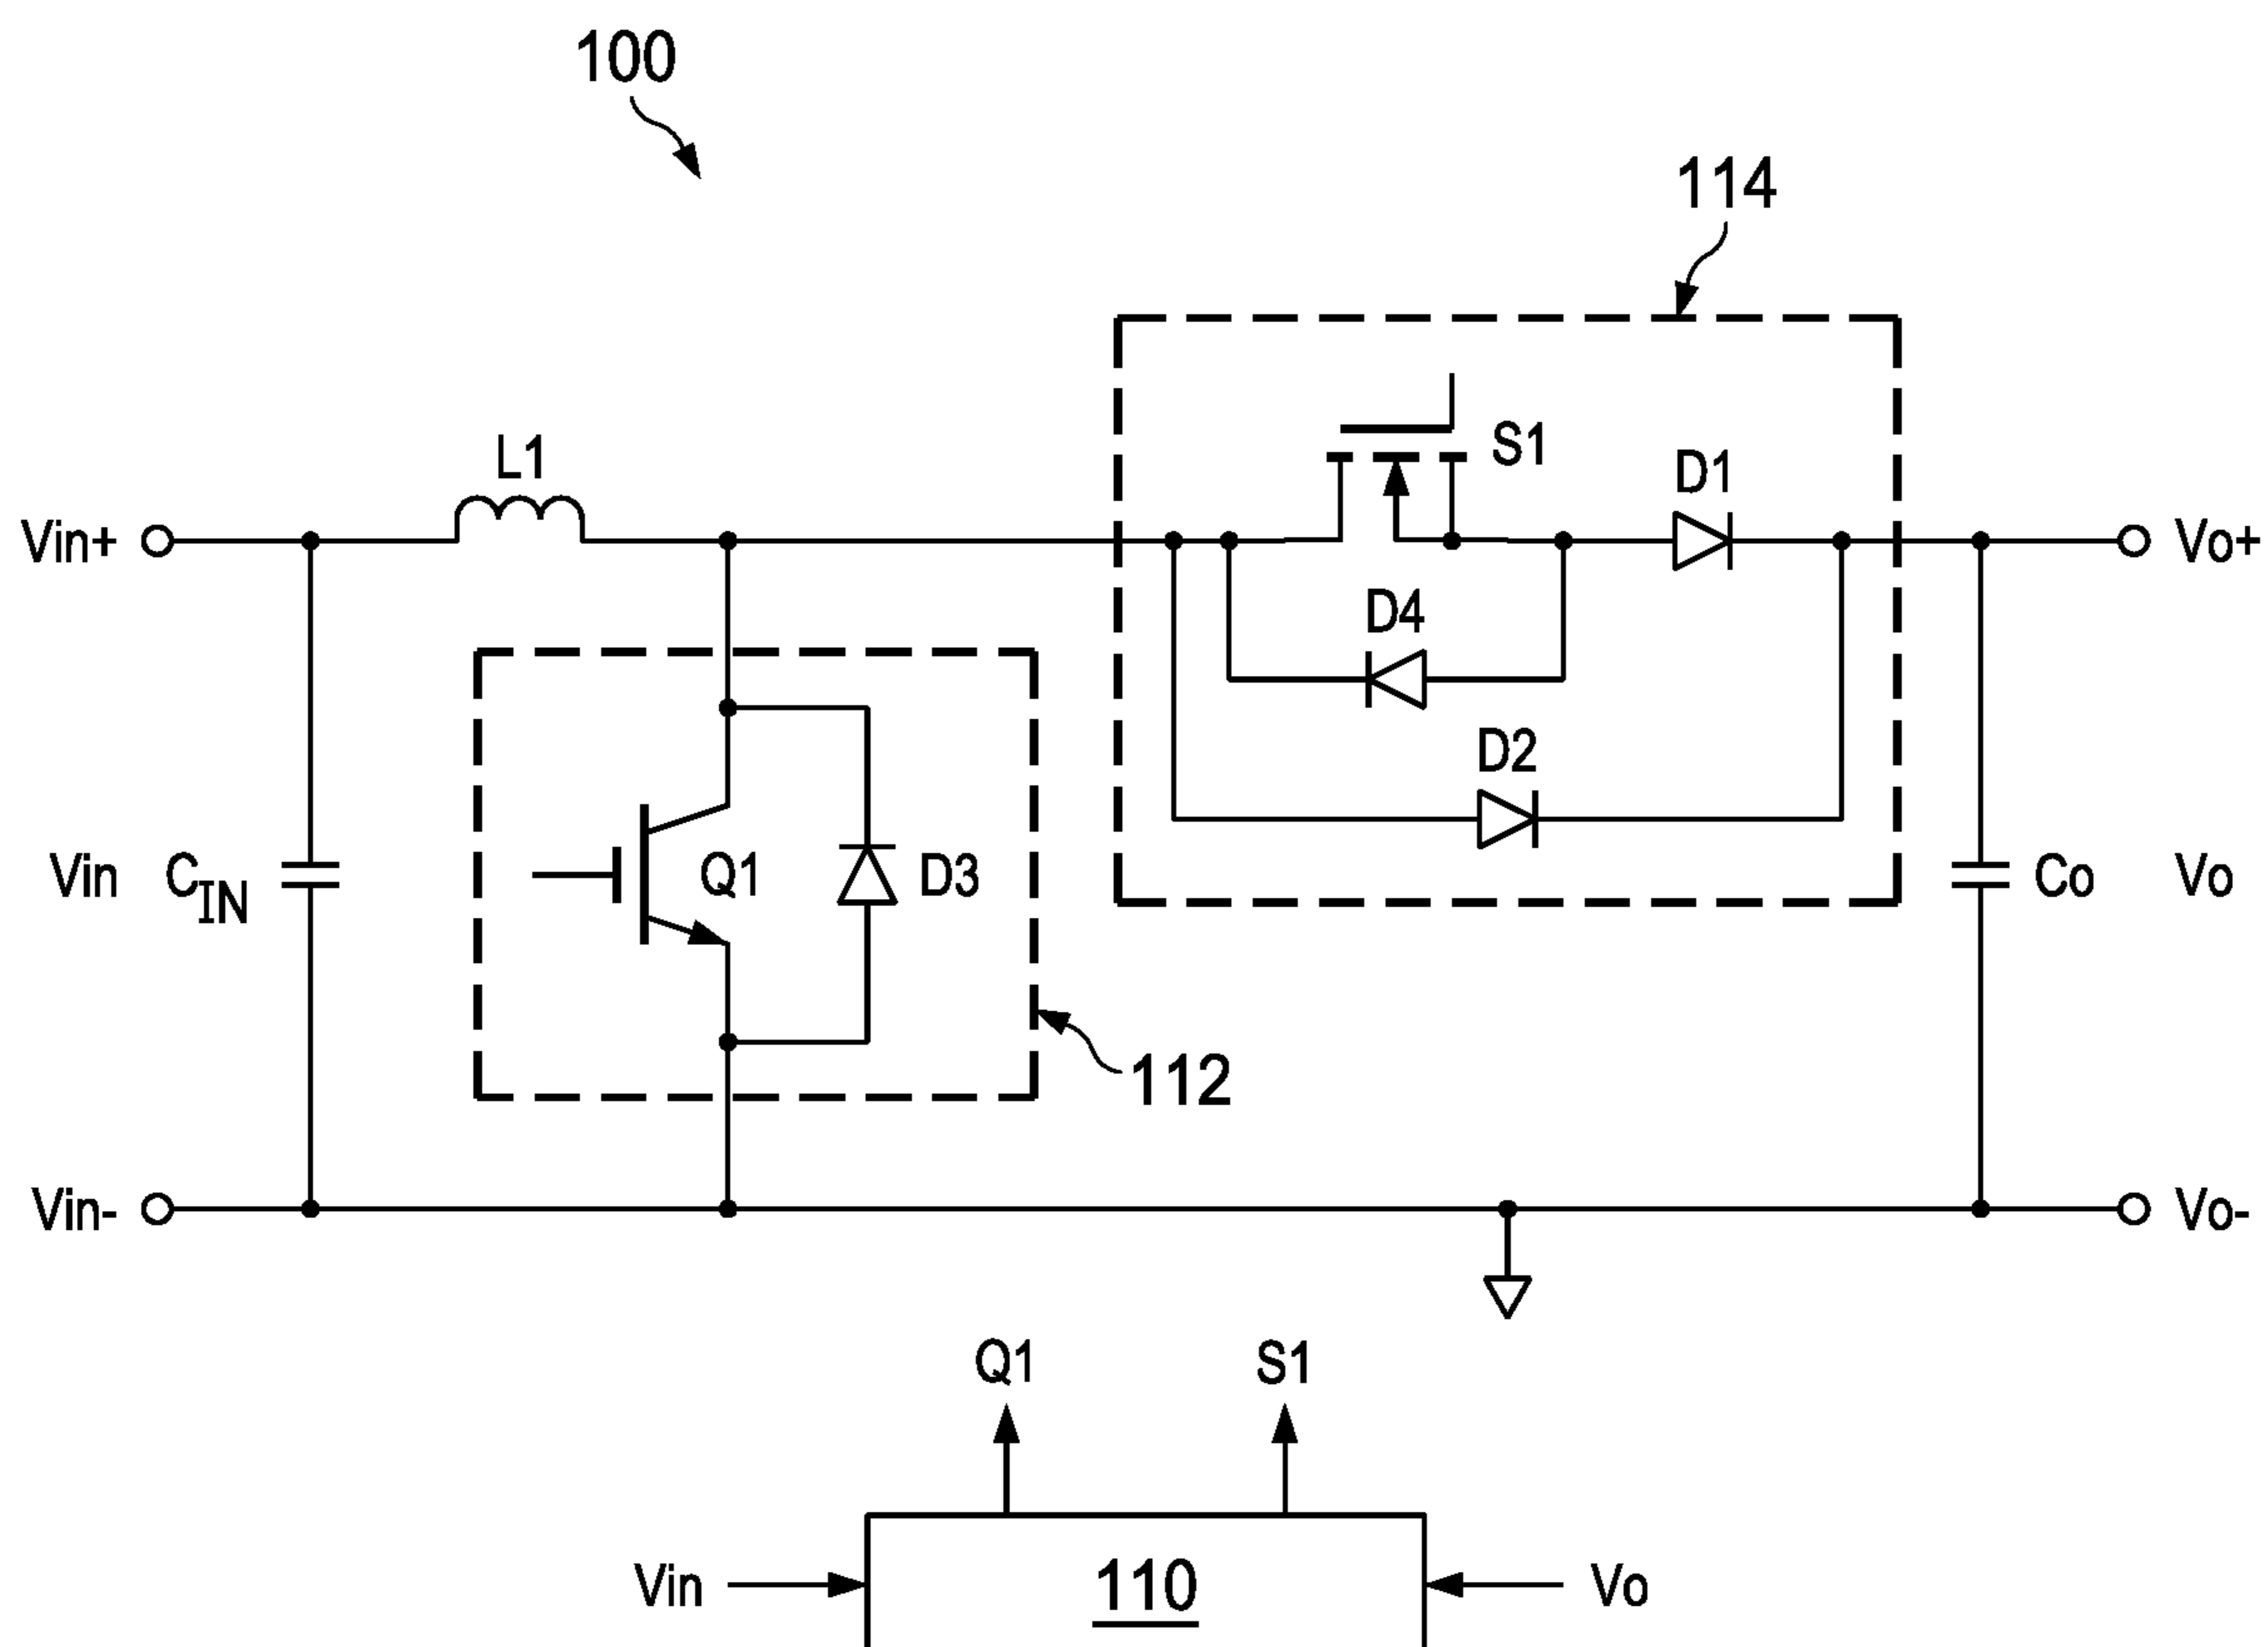 100
114
S1
L1
D1
Vin+
Vo+
D4
D2
Vin
C_IN
Q1
D3
Co
Vo
112
Vin-
Vo-
Q1
S1
Vin
110
Vo